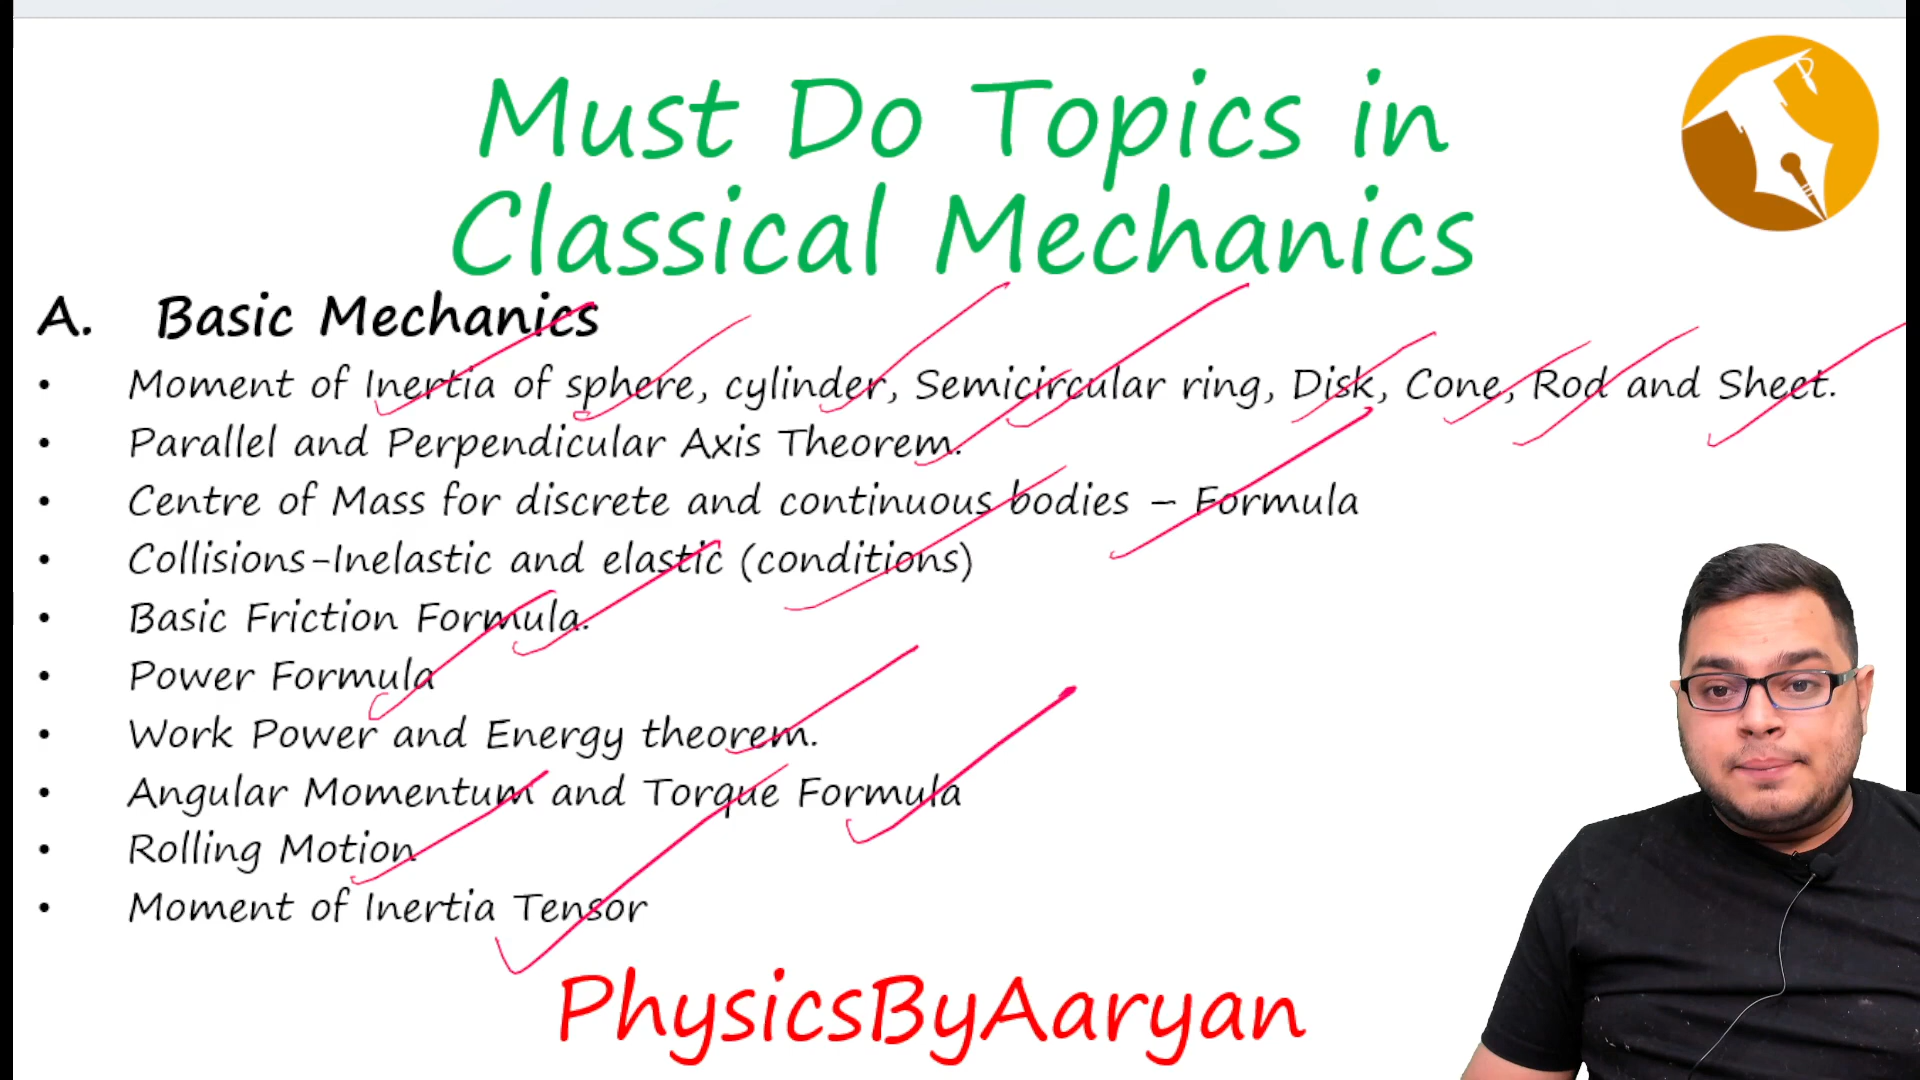 Must Do Topics in
Classical Mechanics
A. Basic Mechanics
• Moment of Inertia of sphere, cylinder, Semicircular ring, Disk, Cone, Rod and Sheet.
• Parallel and Perpendicular Axis Theorem.
• Centre of Mass for discrete and continuous bodies – Formula
• Collisions-Inelastic and elastic (conditions)
• Basic Friction Formula.
• Power Formula
• Work Power and Energy theorem.
• Angular Momentum and Torque Formula
• Rolling Motion
• Moment of Inertia Tensor
PhysicsByAaryan